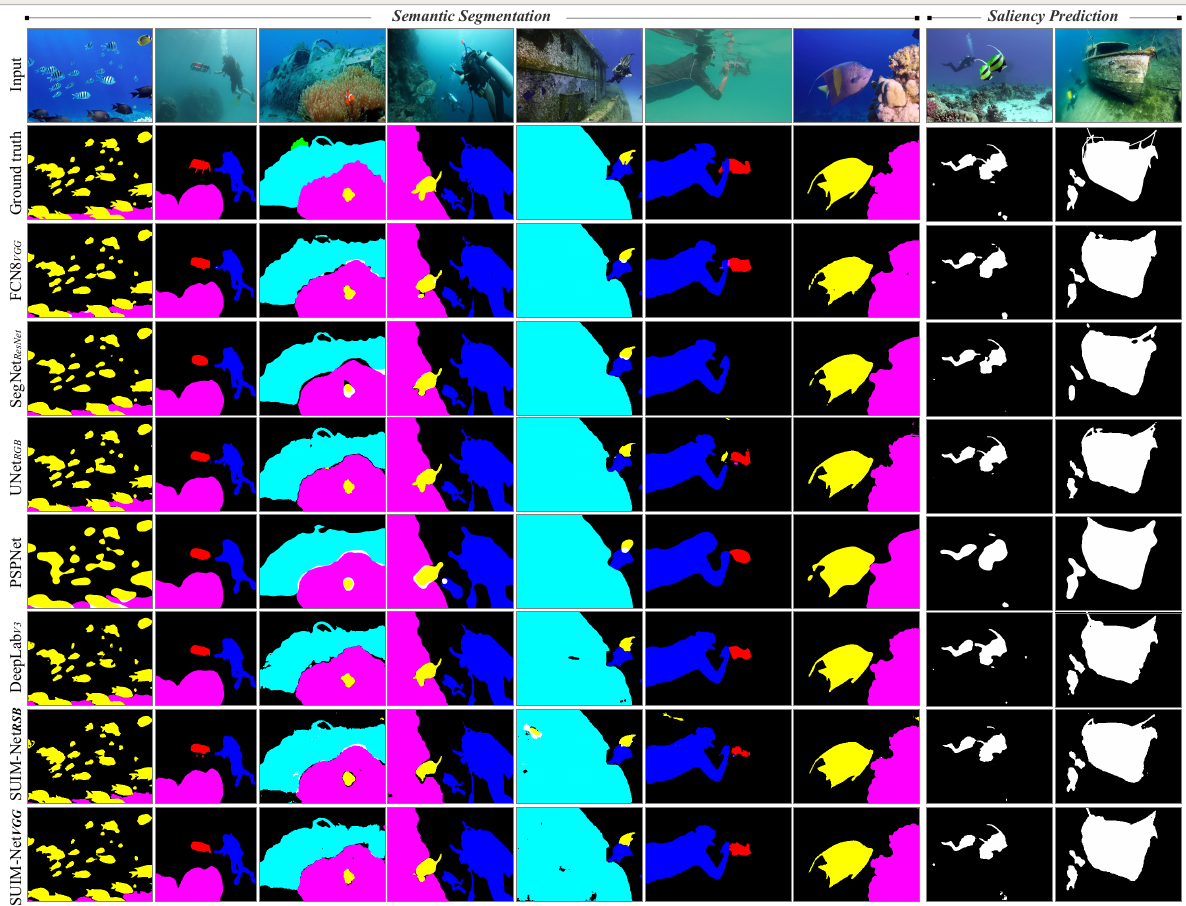 Semantic Segmentation
Saliency Prediction
Input
Ground truth
FCN8VGG
SegNetResNet
UNetRGB
PSPNet
DeepLabV3
SUIM-NetRSB
SUIM-NetVGG